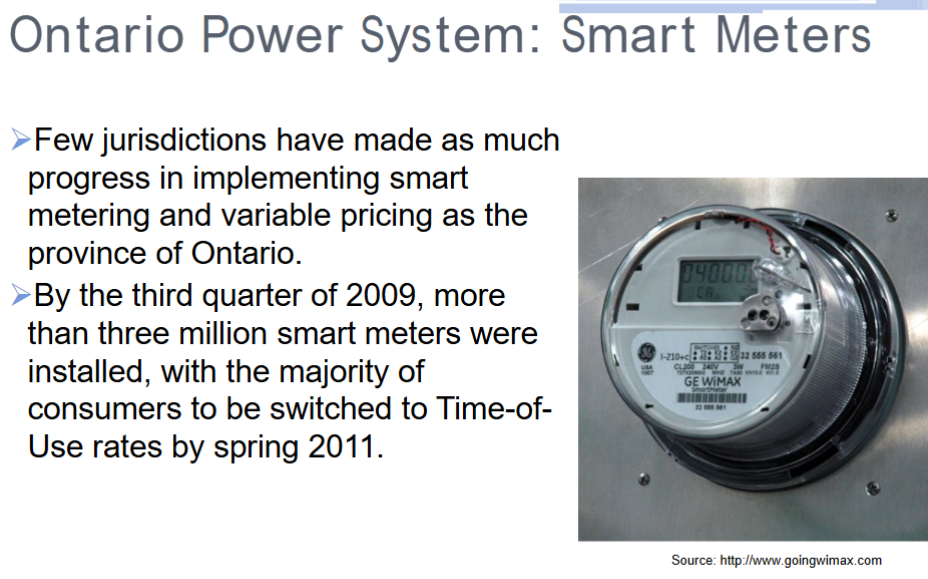 Ontario Power System: Smart Meters
➢Few jurisdictions have made as much
progress in implementing smart
metering and variable pricing as the
province of Ontario.
➢By the third quarter of 2009, more
than three million smart meters were
installed, with the majority of
consumers to be switched to Time-of-
Use rates by spring 2011.
I-210+c
32 555 561
CL200 240V 3W FM2S
GE WiMAX
SmartMeter
32 555 561
Source: http://www.goingwimax.com